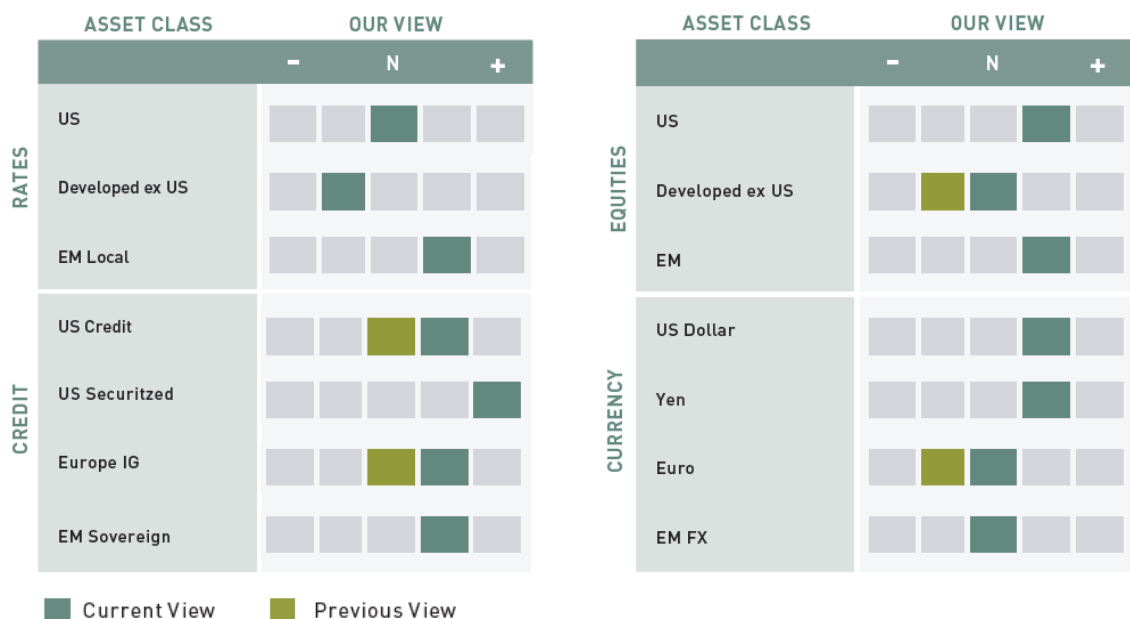 ASSET CLASS OUR VIEW
- N +
RATES
US
Developed ex US
EM Local
CREDIT
US Credit
US Securitzed
Europe IG
EM Sovereign
ASSET CLASS OUR VIEW
- N +
EQUITIES
US
Developed ex US
EM
CURRENCY
US Dollar
Yen
Euro
EM FX
Current View Previous View